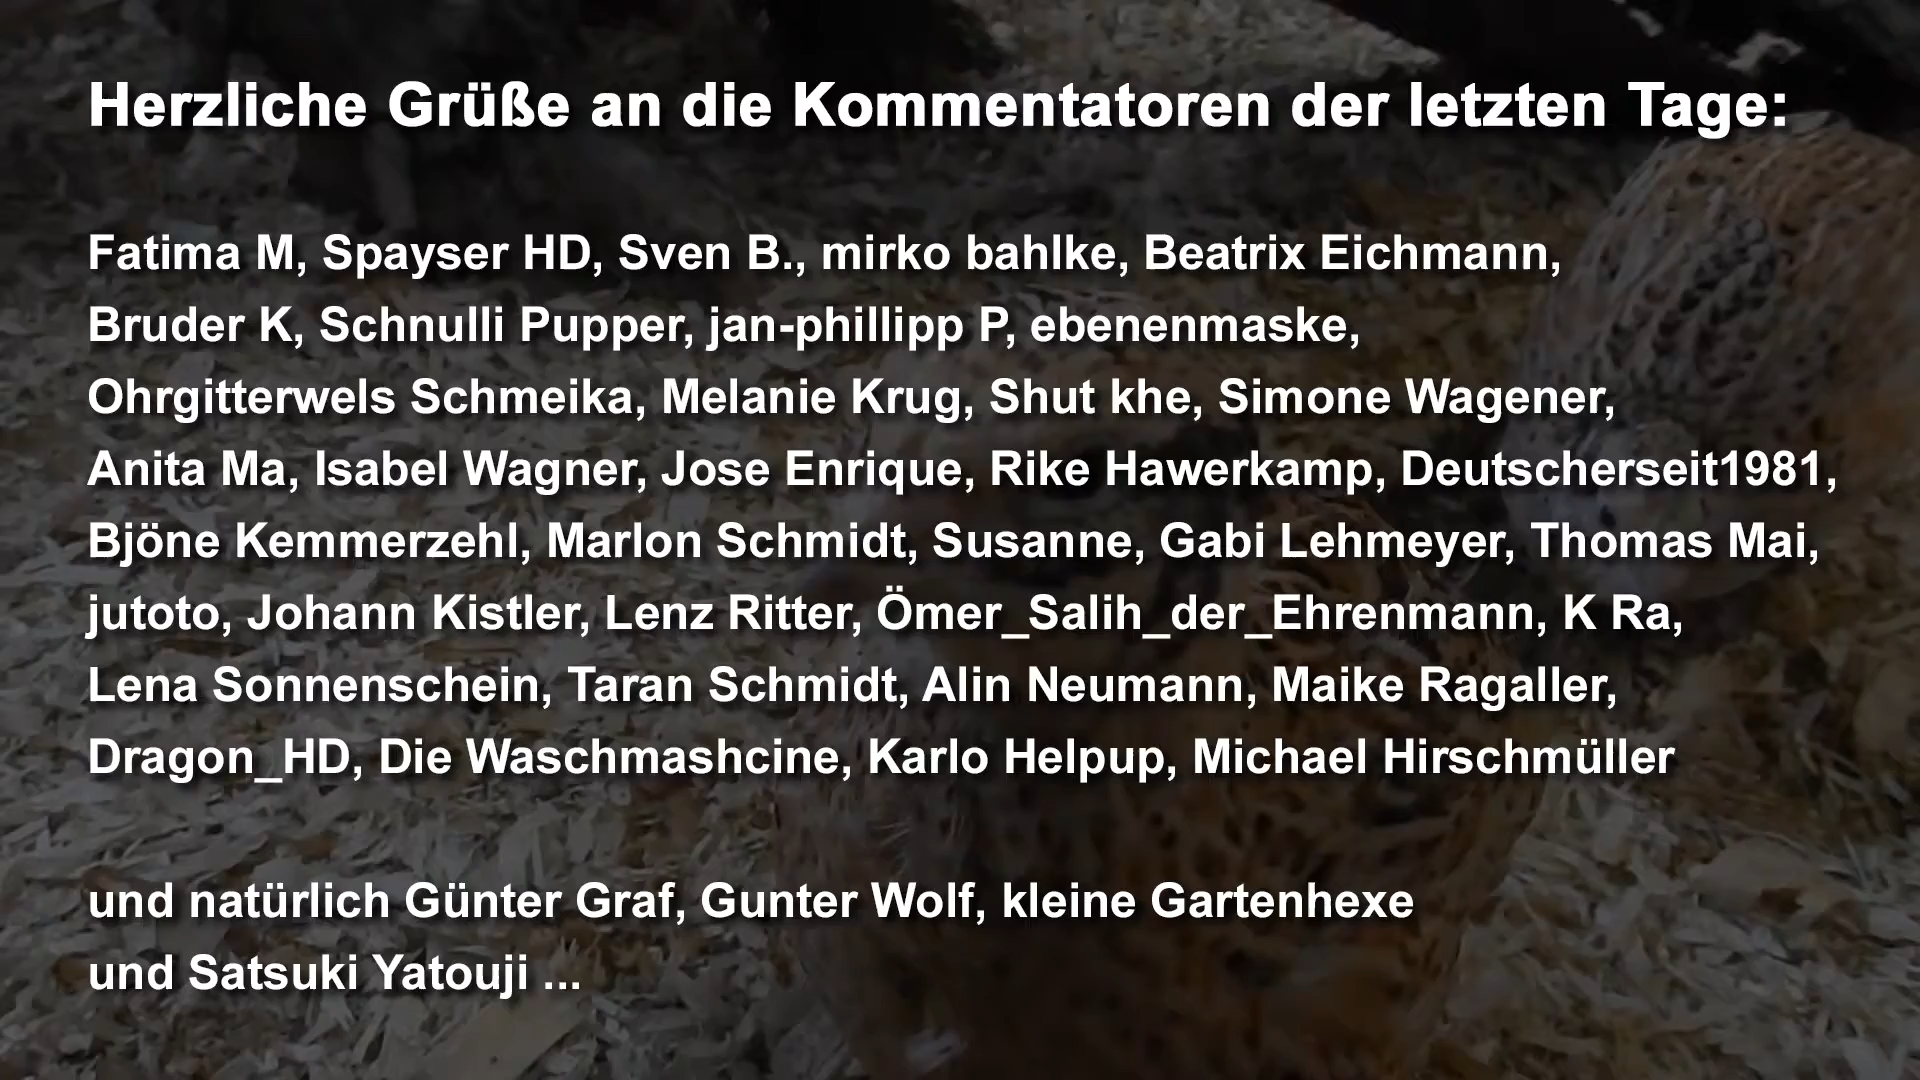 Herzliche Grüße an die Kommentatoren der letzten Tage:
Fatima M, Spayser HD, Sven B., mirko bahlke, Beatrix Eichmann,
Bruder K, Schnulli Pupper, jan-phillipp P, ebenenmaske,
Ohrgitterwels Schmeika, Melanie Krug, Shut khe, Simone Wagener,
Anita Ma, Isabel Wagner, Jose Enrique, Rike Hawerkamp, Deutscherseit1981,
Bjöne Kemmerzehl, Marlon Schmidt, Susanne, Gabi Lehmeyer, Thomas Mai,
jutoto, Johann Kistler, Lenz Ritter, Ömer_Salih_der_Ehrenmann, K Ra,
Lena Sonnenschein, Taran Schmidt, Alin Neumann, Maike Ragaller,
Dragon_HD, Die Waschmashcine, Karlo Helpup, Michael Hirschmüller
und natürlich Günter Graf, Gunter Wolf, kleine Gartenhexe
und Satsuki Yatouji ...